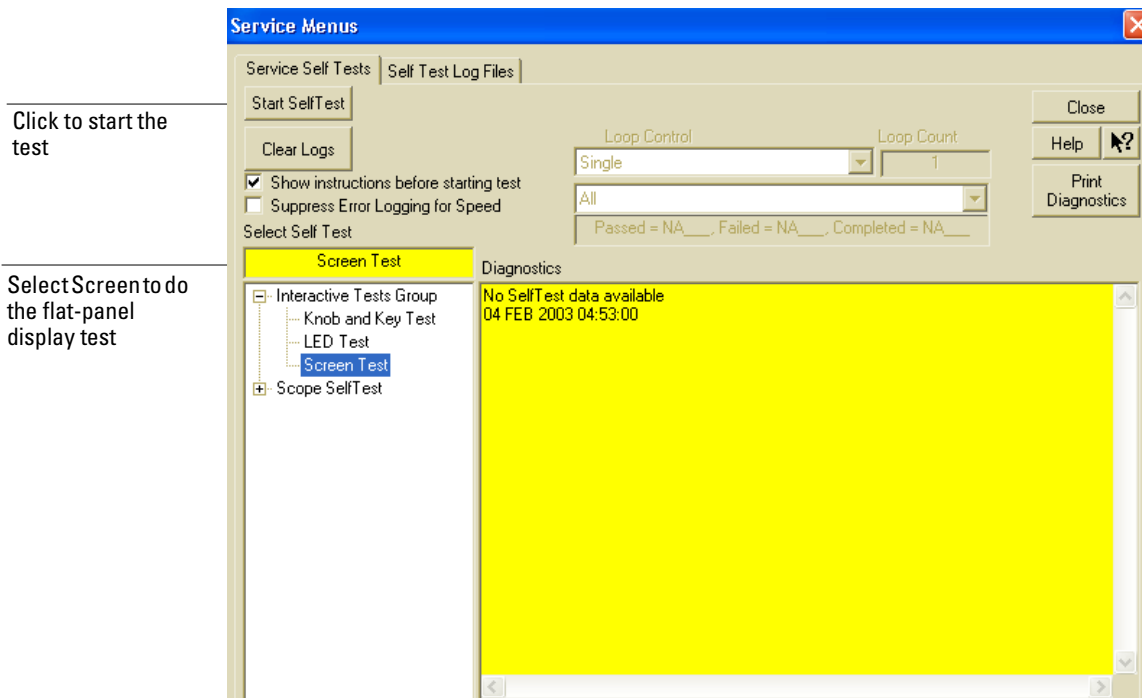 Service Menus
Service Self Tests
Self Test Log Files
Start SelfTest
Close
Click to start the
test
Clear Logs
Loop Control
Loop Count
Help
?
Single
1
Show instructions before starting test
Print
Diagnostics
Suppress Error Logging for Speed
All
Select Self Test
Passed = NA___, Failed = NA___, Completed = NA___
Screen Test
Diagnostics
Select Screen to do
the flat-panel
display test
Interactive Tests Group
Knob and Key Test
LED Test
Screen Test
Scope SelfTest
No SelfTest data available
04 FEB 2003 04:53:00